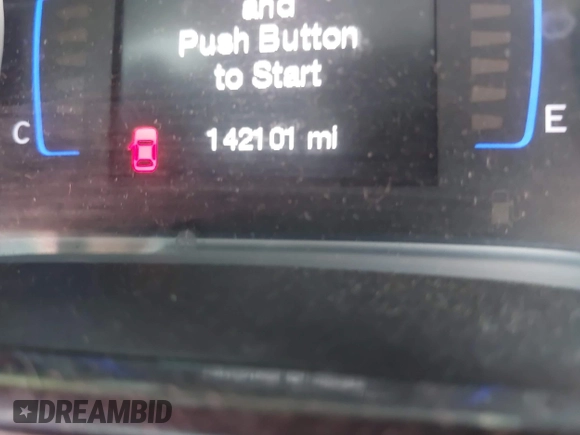 and
Push Button
to Start
142101 mi
C
E
DREAMBID